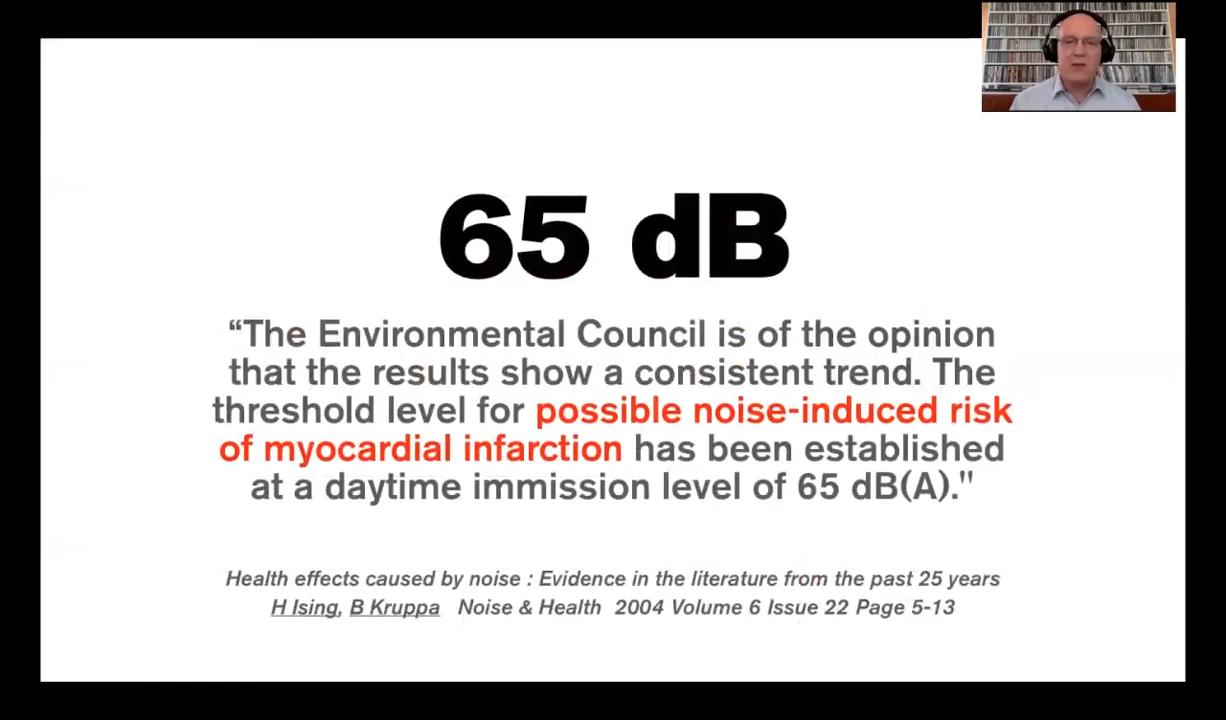 65 dB
“The Environmental Council is of the opinion
that the results show a consistent trend. The
threshold level for possible noise-induced risk
of myocardial infarction has been established
at a daytime immission level of 65 dB(A)."
Health effects caused by noise : Evidence in the literature from the past 25 years
H Ising, B Kruppa Noise & Health 2004 Volume 6 Issue 22 Page 5-13